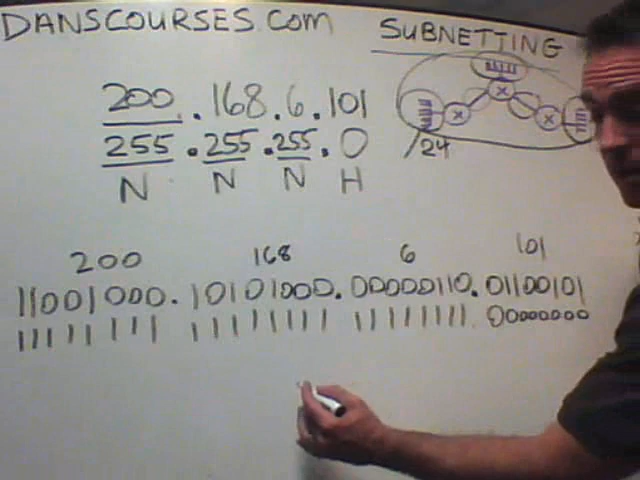 DANSCOURSES.COM
SUBNETTING
200.168.6.101
255.255.255.0
/24
N N N H
200 168 6 101
11001000.10101000.00000110.01100101
11111111 11111111 11111111.00000000